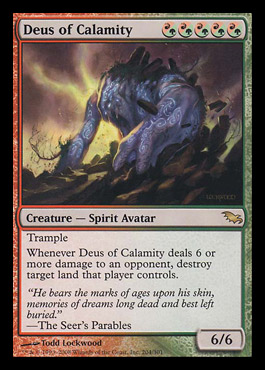 Deus of Calamity
Creature — Spirit Avatar
Trample
Whenever Deus of Calamity deals 6 or
more damage to an opponent, destroy
target land that player controls.
"He bears the marks of ages upon his skin,
memories of dreams long dead and best left
buried."
—The Seer's Parables
Todd Lockwood
6/6